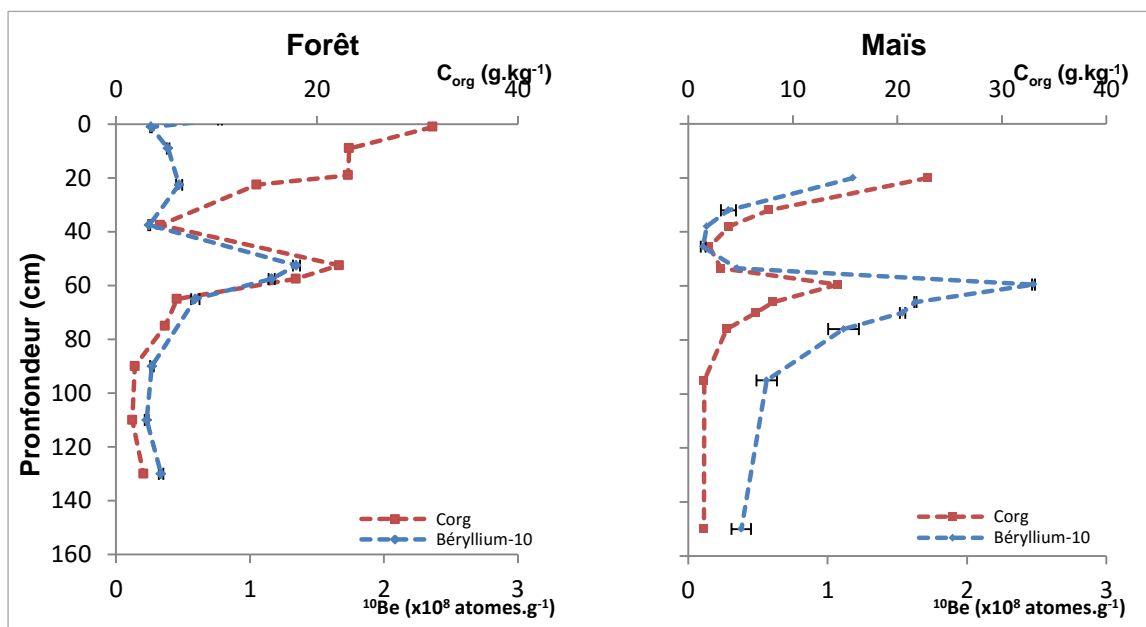 Forêt
C_org (g.kg⁻¹)
0 20 40
0
20
40
60
80
100
120
140
160
Pronfondeur (cm)
Corg
Béryllium-10
0 1 2 3
¹⁰Be (x10⁸ atomes.g⁻¹)
Maïs
C_org (g.kg⁻¹)
0 10 20 30 40
Corg
Béryllium-10
0 1 2 3
¹⁰Be (x10⁸ atomes.g⁻¹)